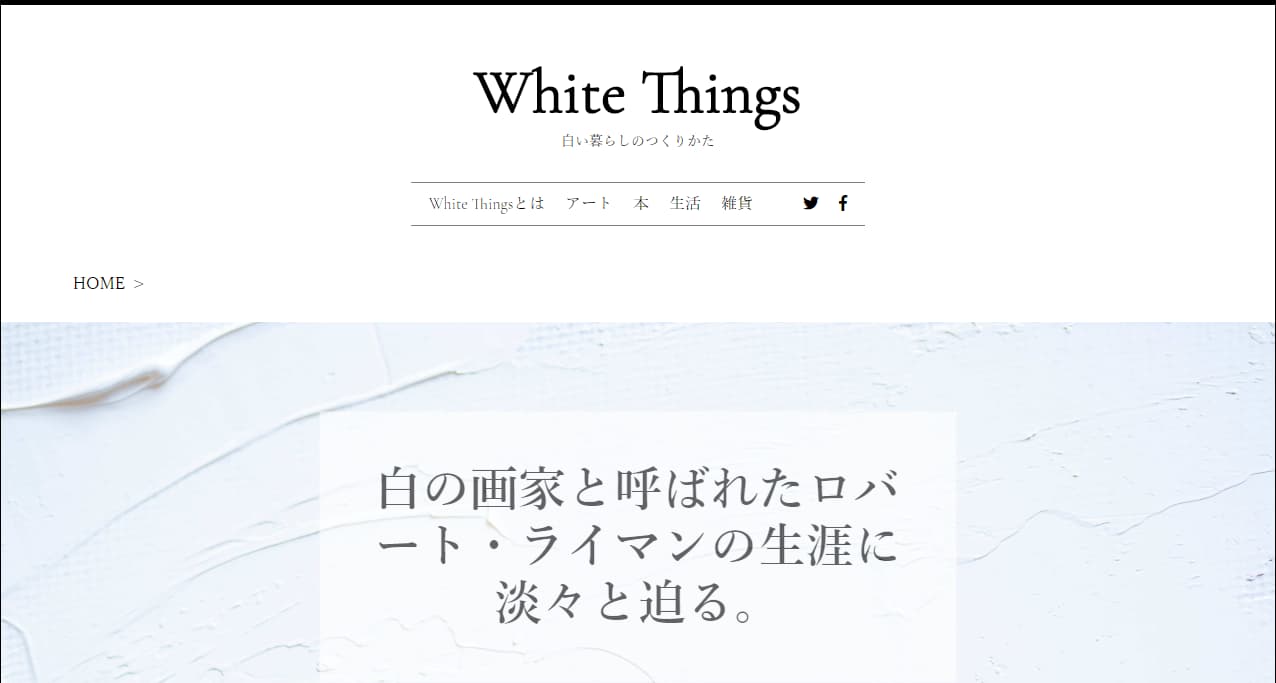 White Things
白い暮らしのつくりかた
White Thingsとは アート 本 生活 雑貨
HOME >
白の画家と呼ばれたロバ
ート・ライマンの生涯に
淡々と迫る。